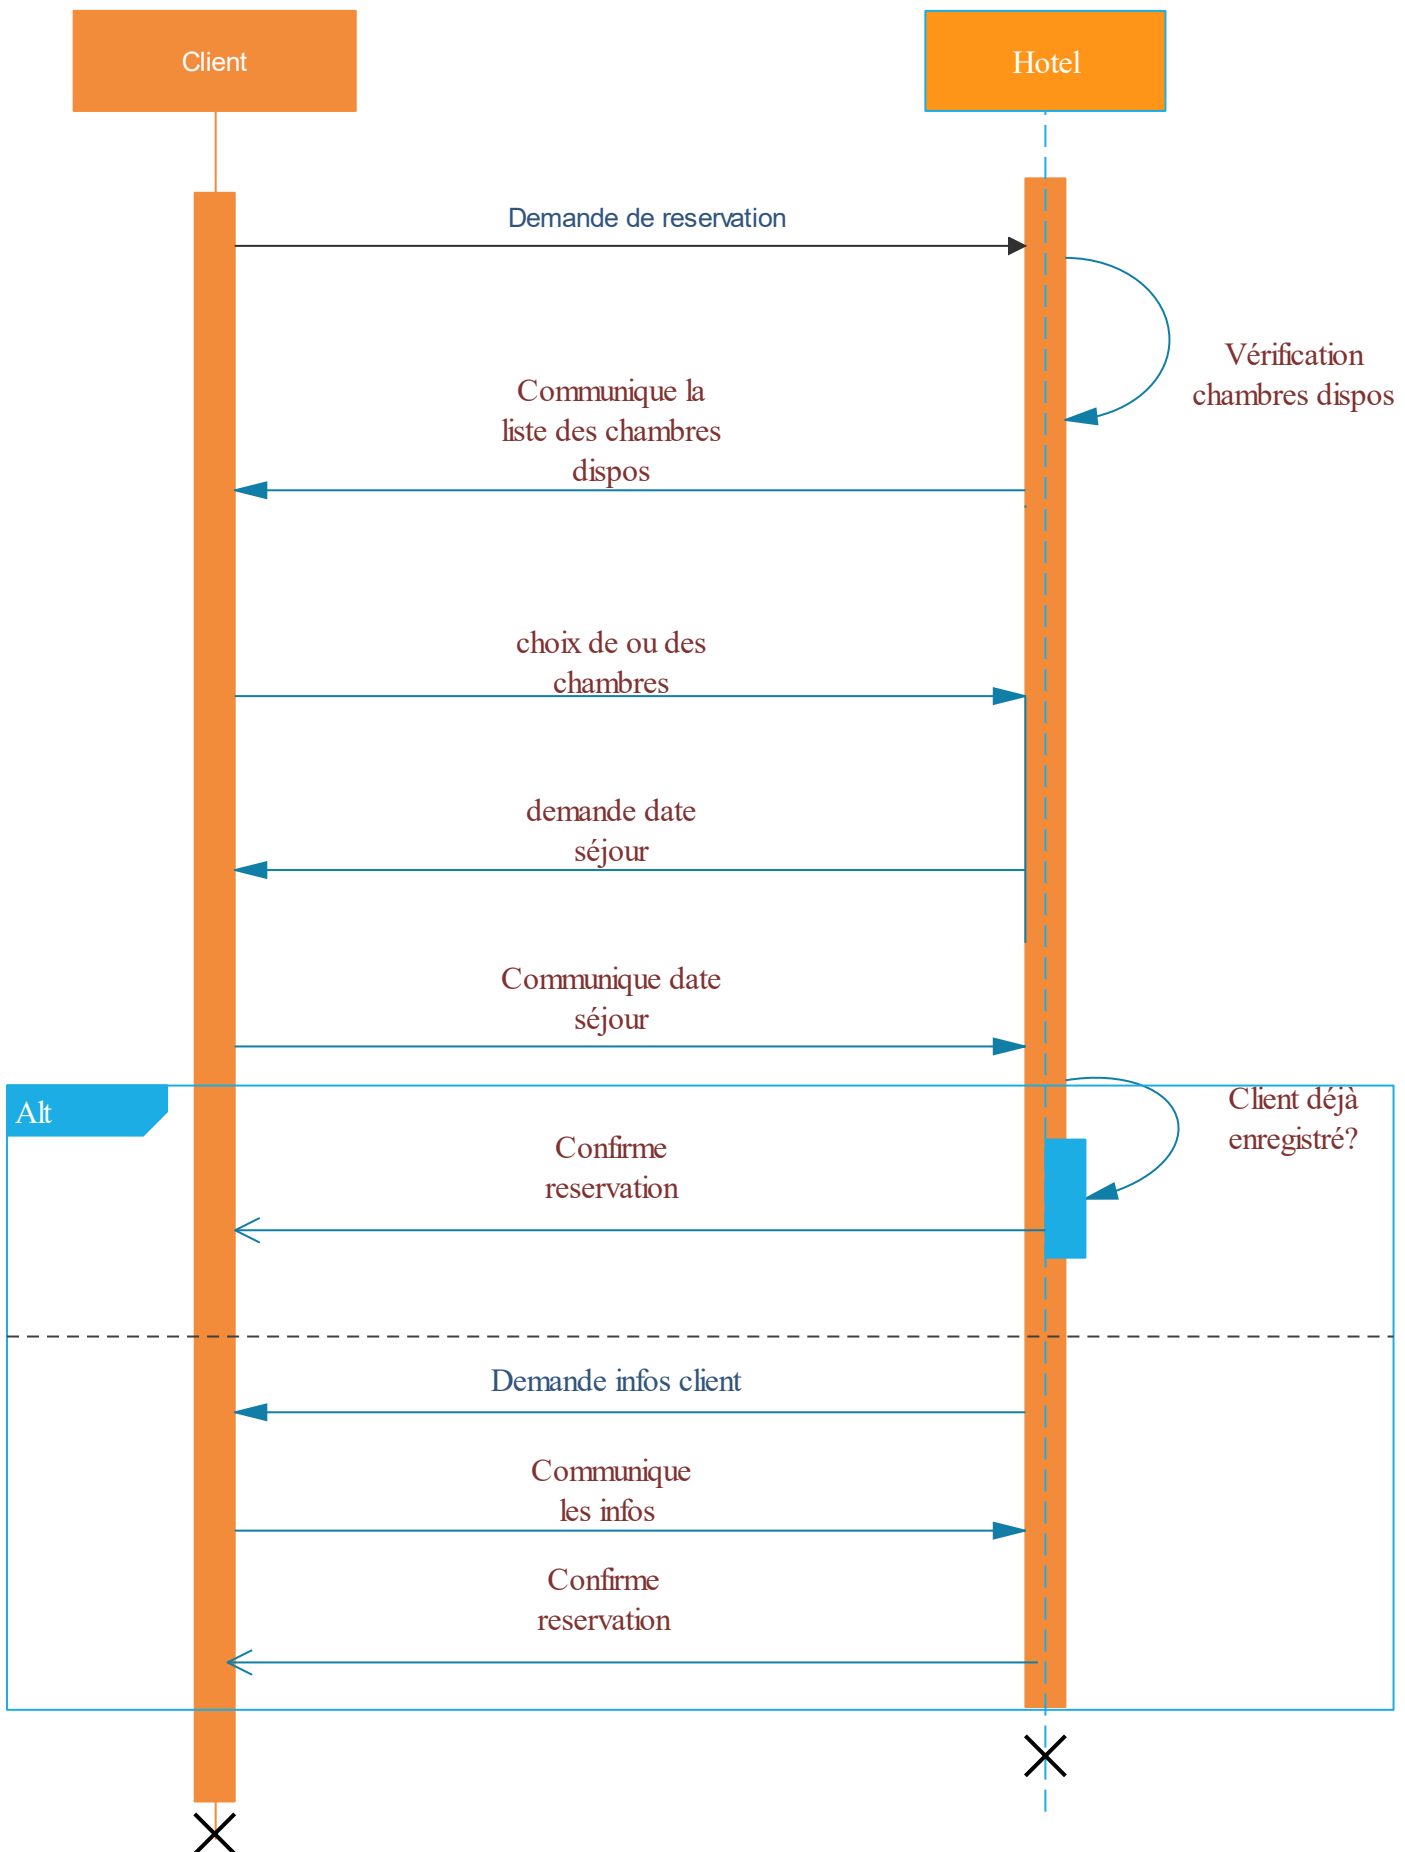 Client
Hotel
Demande de reservation
Vérification
chambres dispos
Communique la
liste des chambres
dispos
choix de ou des
chambres
demande date
séjour
Communique date
séjour
Alt
Client déjà
enregistré?
Confirme
reservation
Demande infos client
Communique
les infos
Confirme
reservation